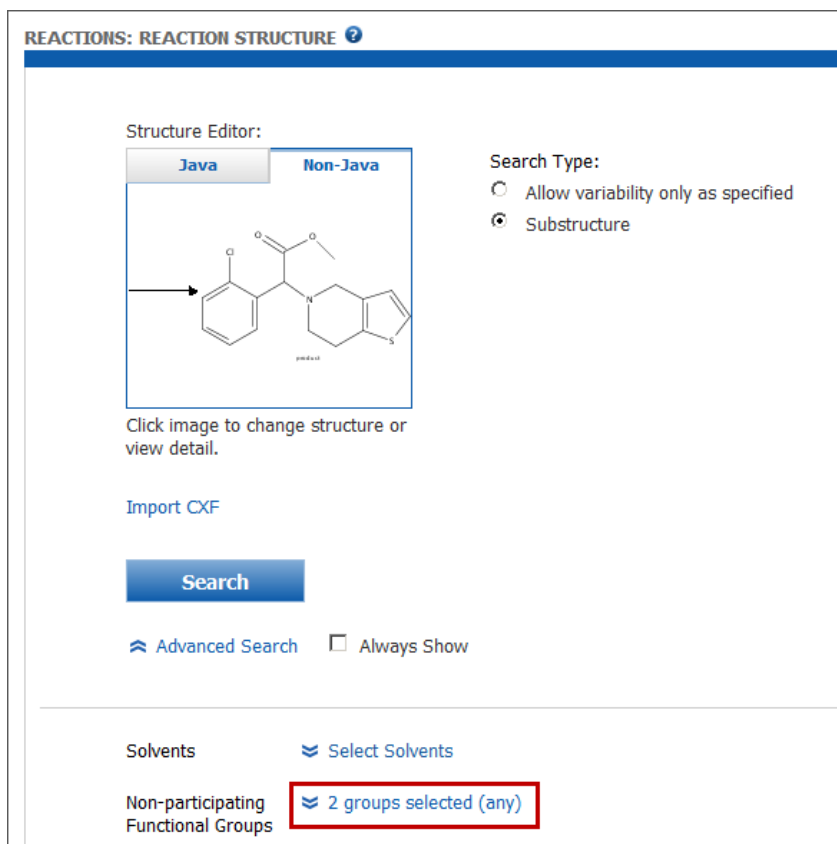 REACTIONS: REACTION STRUCTURE ?
Structure Editor:
Java
Non-Java
Search Type:
Allow variability only as specified
Substructure
O
O
Cl
N
S
product
Click image to change structure or
view detail.
Import CXF
Search
Advanced Search
Always Show
Solvents
Select Solvents
Non-participating
Functional Groups
2 groups selected (any)